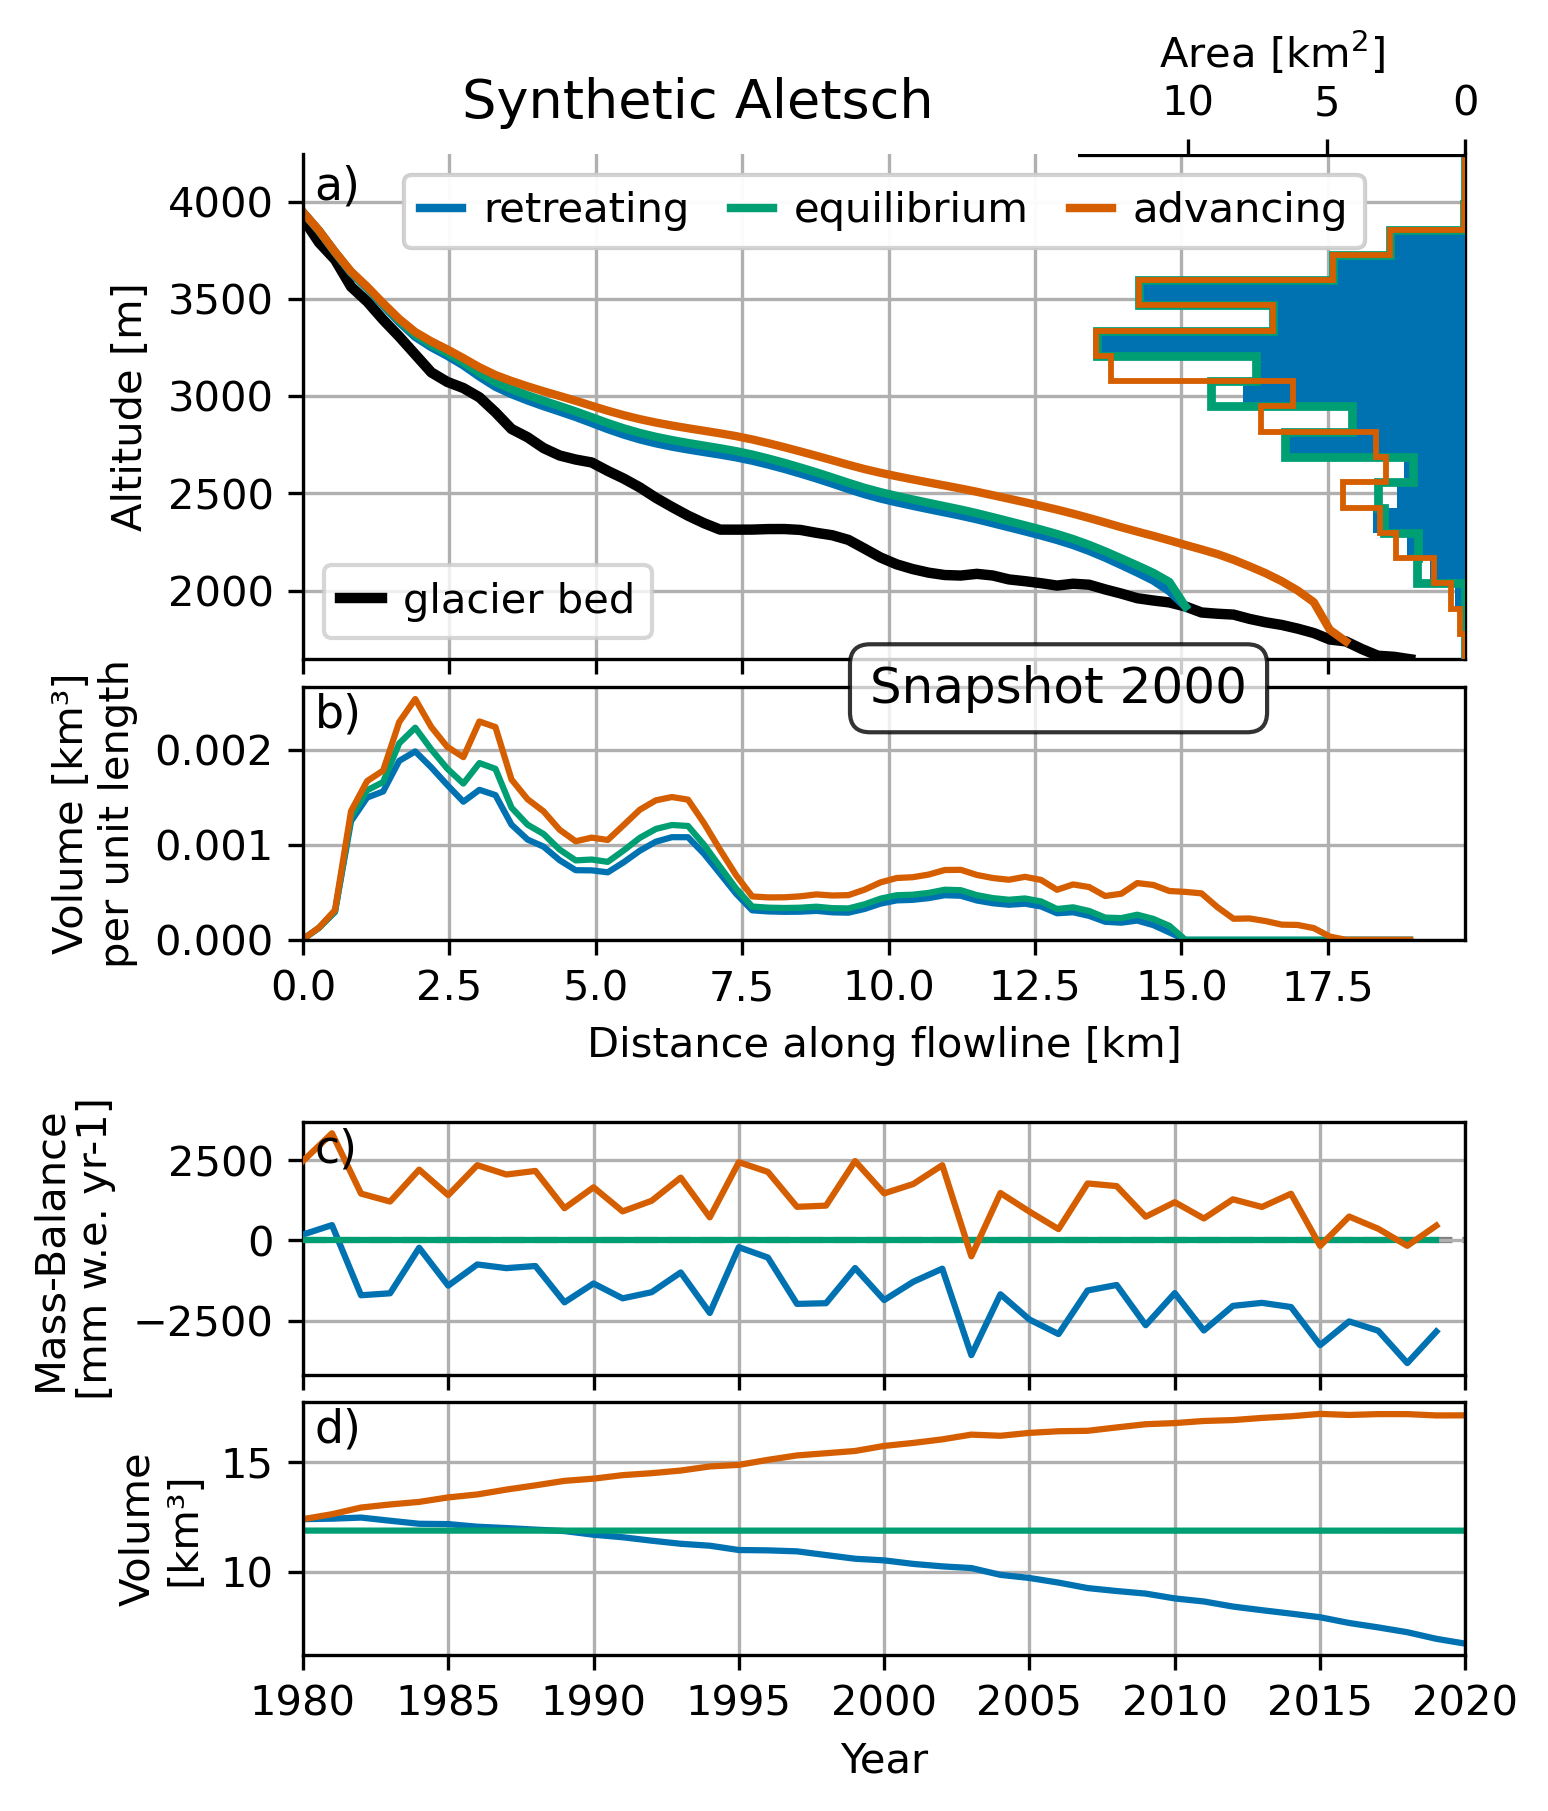 Area [km²]
Synthetic Aletsch
10 5 0
a)
retreating equilibrium advancing
4000
3500
3000
2500
2000
Altitude [m]
glacier bed
Snapshot 2000
b)
Volume [km³]
per unit length
0.002
0.001
0.000
0.0 2.5 5.0 7.5 10.0 12.5 15.0 17.5
Distance along flowline [km]
c)
Mass-Balance
[mm w.e. yr-1]
2500
0
−2500
d)
Volume
[km³]
15
10
1980 1985 1990 1995 2000 2005 2010 2015 2020
Year